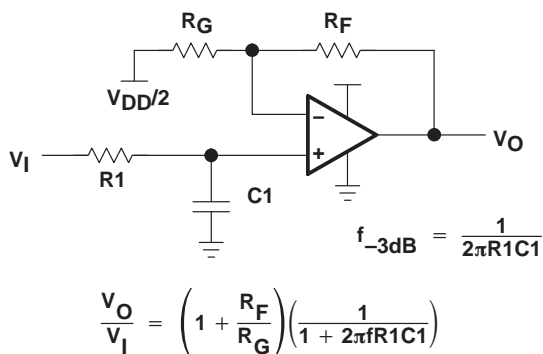 RG
RF
VDD/2
−
+
VI
R1
C1
VO
f−3dB = 1/2πR1C1
VO/VI = (1 + RF/RG)(1/1 + 2πfR1C1)